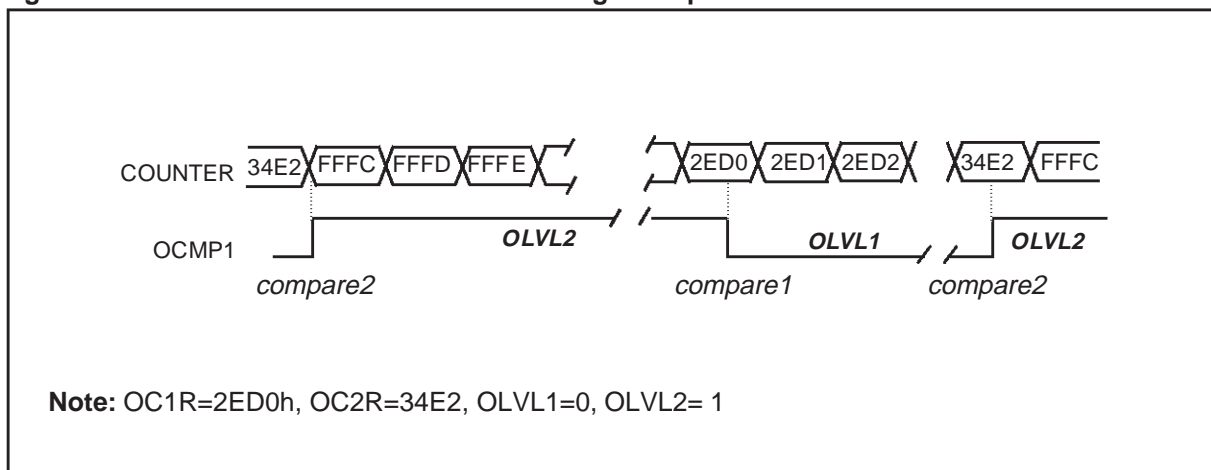 COUNTER 34E2 FFFC FFFD FFFE 2ED0 2ED1 2ED2 34E2 FFFC
OCMP1 OLVL2 OLVL1 OLVL2
compare2 compare1 compare2
Note: OC1R=2ED0h, OC2R=34E2, OLVL1=0, OLVL2= 1